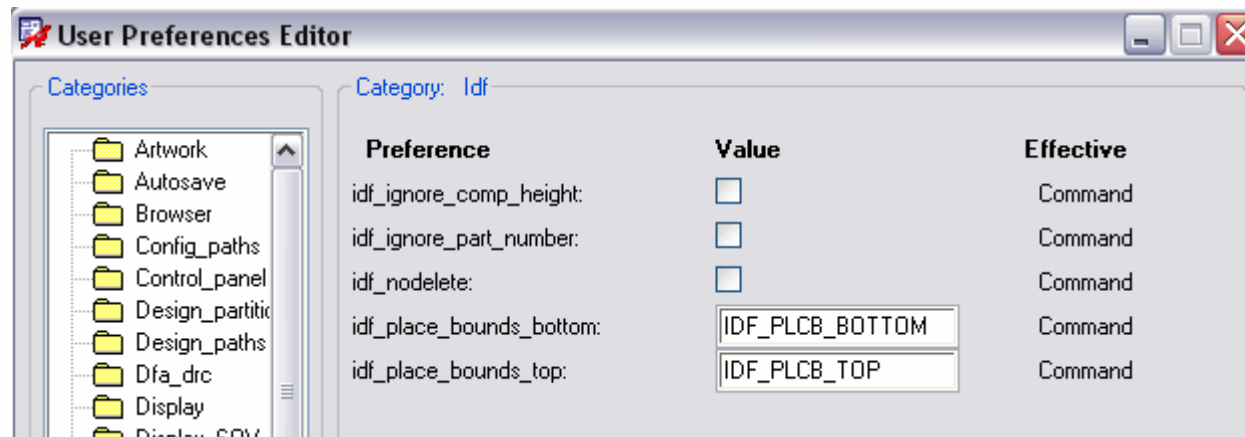 User Preferences Editor
Categories
Artwork
Autosave
Browser
Config_paths
Control_panel
Design_partitic
Design_paths
Dfa_drc
Display
Category: Idf
Preference Value Effective
idf_ignore_comp_height: Command
idf_ignore_part_number: Command
idf_nodelete: Command
idf_place_bounds_bottom: IDF_PLCB_BOTTOM Command
idf_place_bounds_top: IDF_PLCB_TOP Command